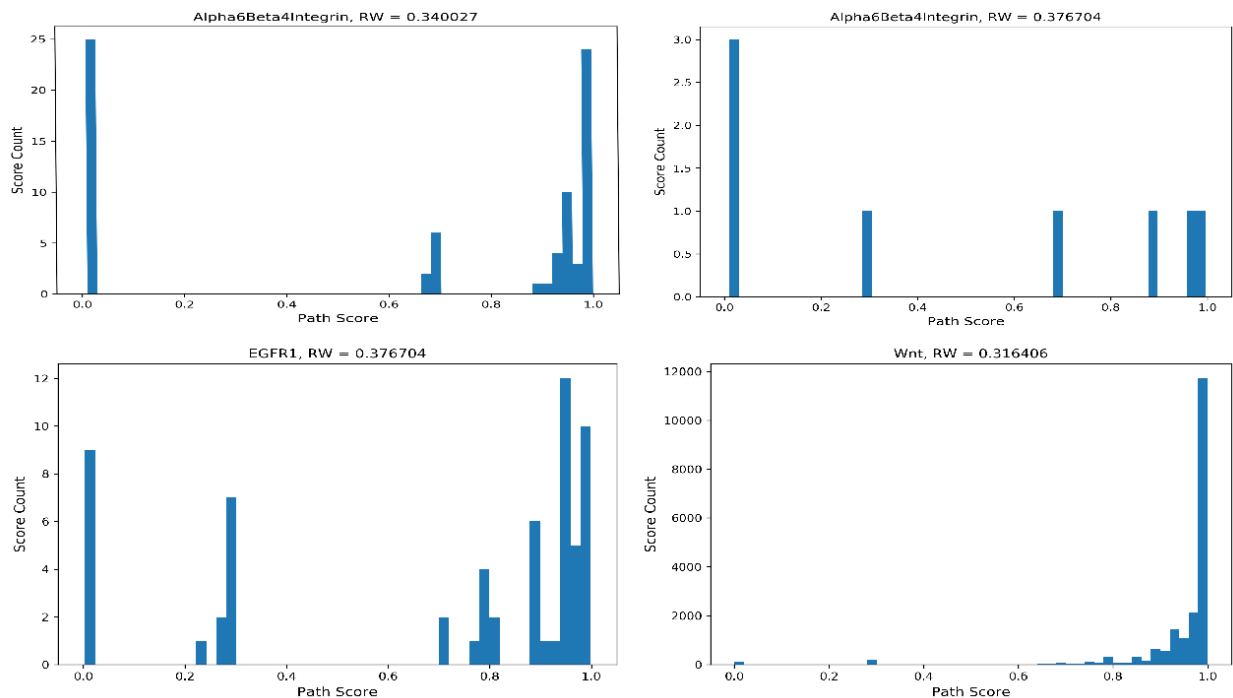 Alpha6Beta4Integrin, RW = 0.340027
25
20
15
10
5
0
Score Count
0.0 0.2 0.4 0.6 0.8 1.0
Path Score
Alpha6Beta4Integrin, RW = 0.376704
3.0
2.5
2.0
1.5
1.0
0.5
0.0
Score Count
0.0 0.2 0.4 0.6 0.8 1.0
Path Score
EGFR1, RW = 0.376704
12
10
8
6
4
2
0
Score Count
0.0 0.2 0.4 0.6 0.8 1.0
Path Score
Wnt, RW = 0.316406
12000
10000
8000
6000
4000
2000
0
Score Count
0.0 0.2 0.4 0.6 0.8 1.0
Path Score